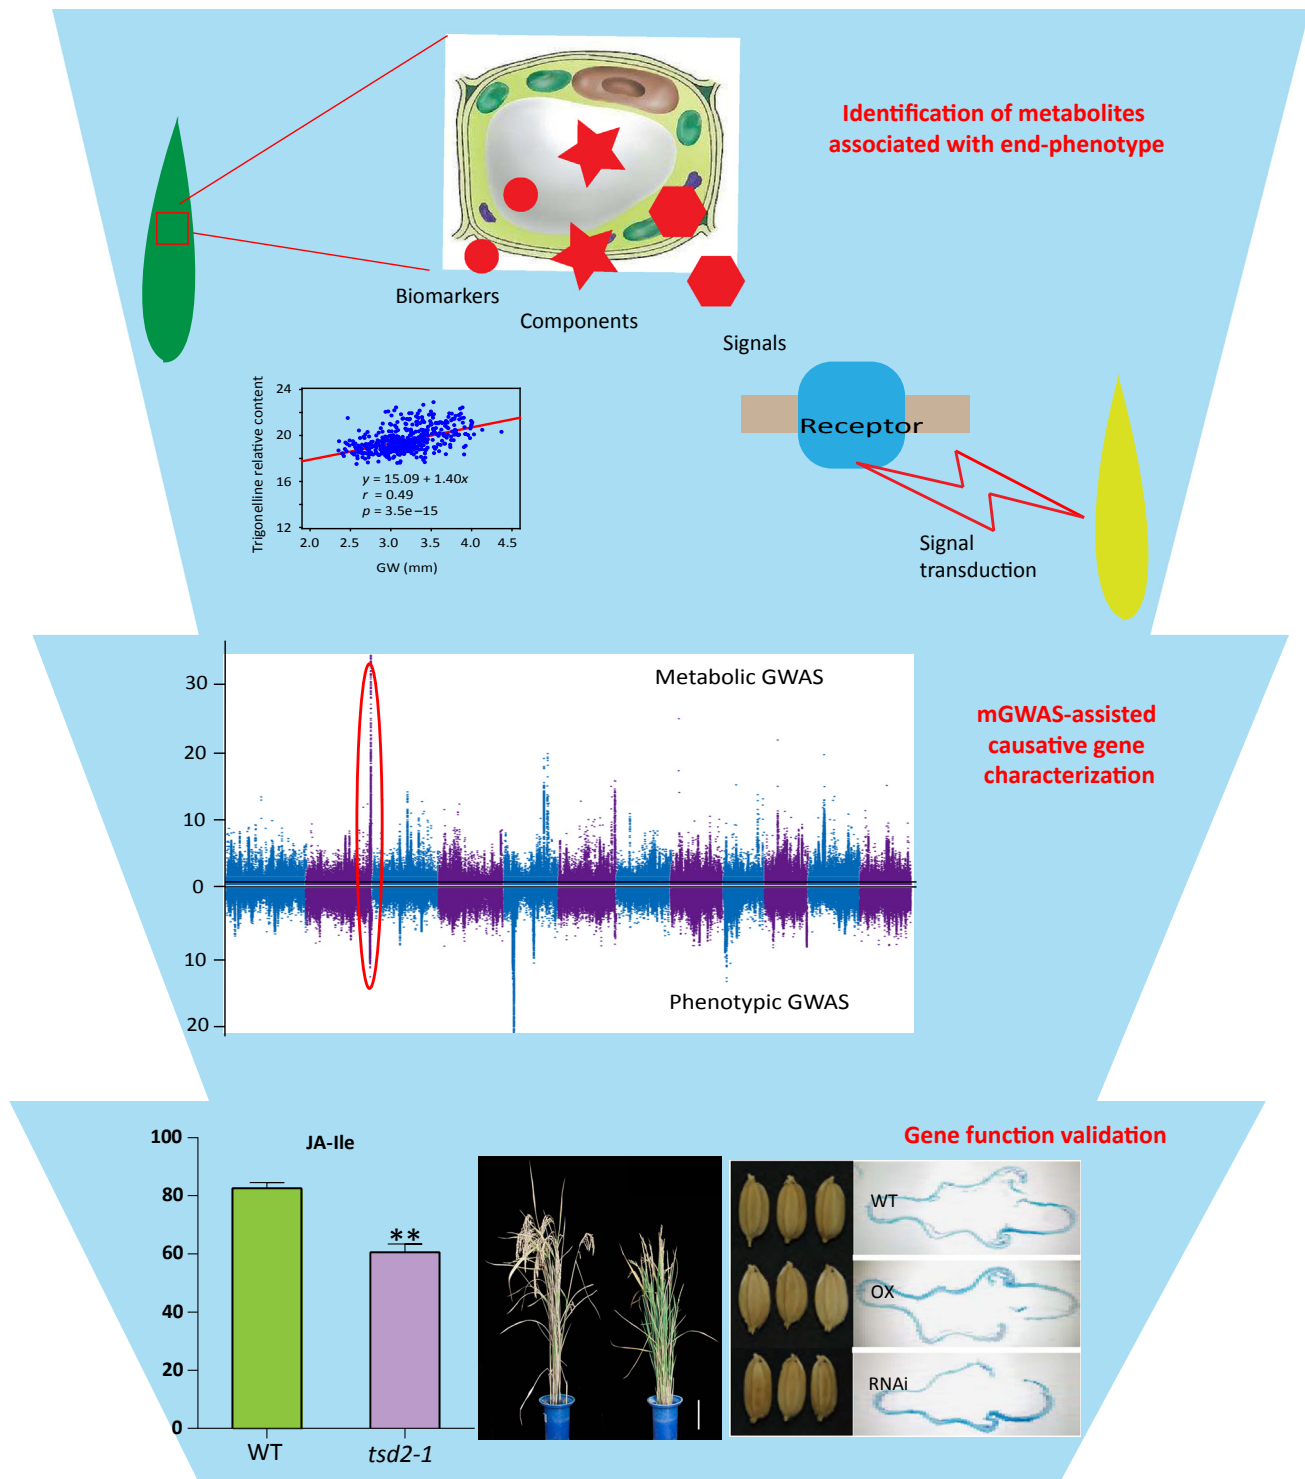 Identification of metabolites
associated with end-phenotype
Biomarkers
Components
Signals
Receptor
Signal
transduction
Trigonelline relative content
24
20
16
12
y = 15.09 + 1.40x
r = 0.49
p = 3.5e−15
2.0 2.5 3.0 3.5 4.0 4.5
GW (mm)
mGWAS-assisted
causative gene
characterization
Metabolic GWAS
30
20
10
0
10
20
Phenotypic GWAS
Gene function validation
JA-Ile
100
80
60
40
20
0
**
WT tsd2-1
WT
OX
RNAi